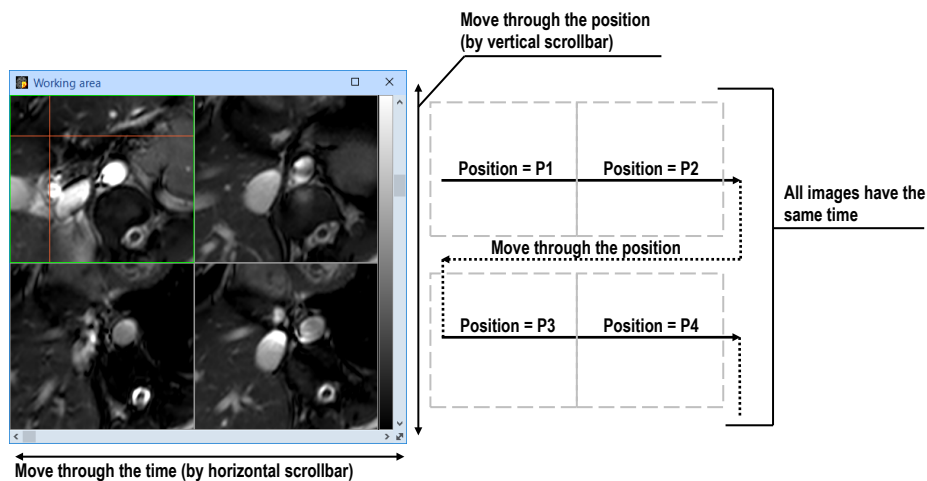 Move through the position
(by vertical scrollbar)
Working area
Position = P1
Position = P2
All images have the
same time
Move through the position
Position = P3
Position = P4
Move through the time (by horizontal scrollbar)